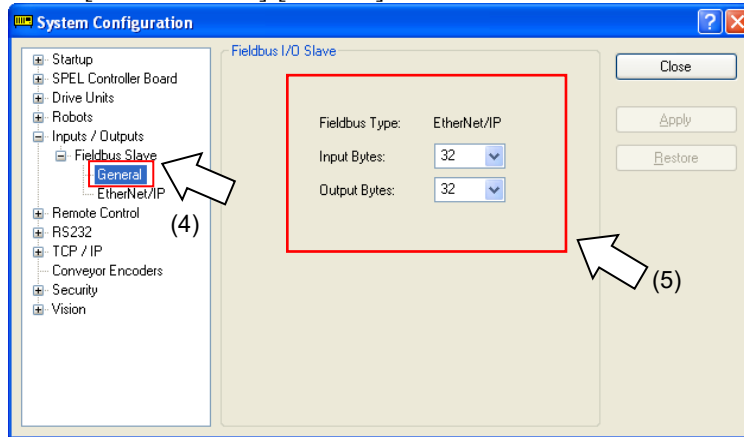 System Configuration
Startup
SPEL Controller Board
Drive Units
Robots
Inputs / Outputs
Fieldbus Slave
General
EtherNet/IP
Remote Control
RS232
TCP / IP
Conveyor Encoders
Security
Vision
(4)
Fieldbus I/O Slave
Fieldbus Type: EtherNet/IP
Input Bytes: 32
Output Bytes: 32
(5)
Close
Apply
Restore